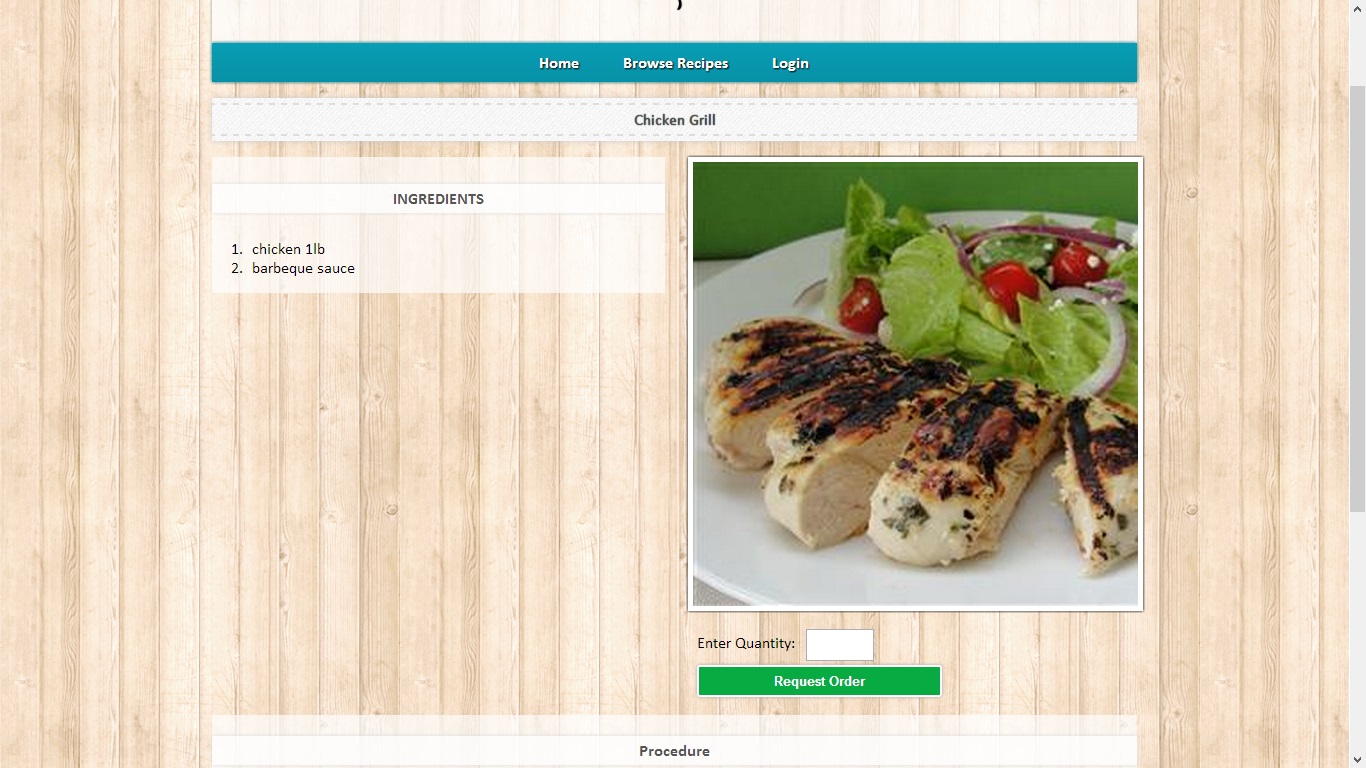 Home Browse Recipes Login
Chicken Grill
INGREDIENTS
1. chicken 1lb
2. barbeque sauce
Enter Quantity:
Request Order
Procedure